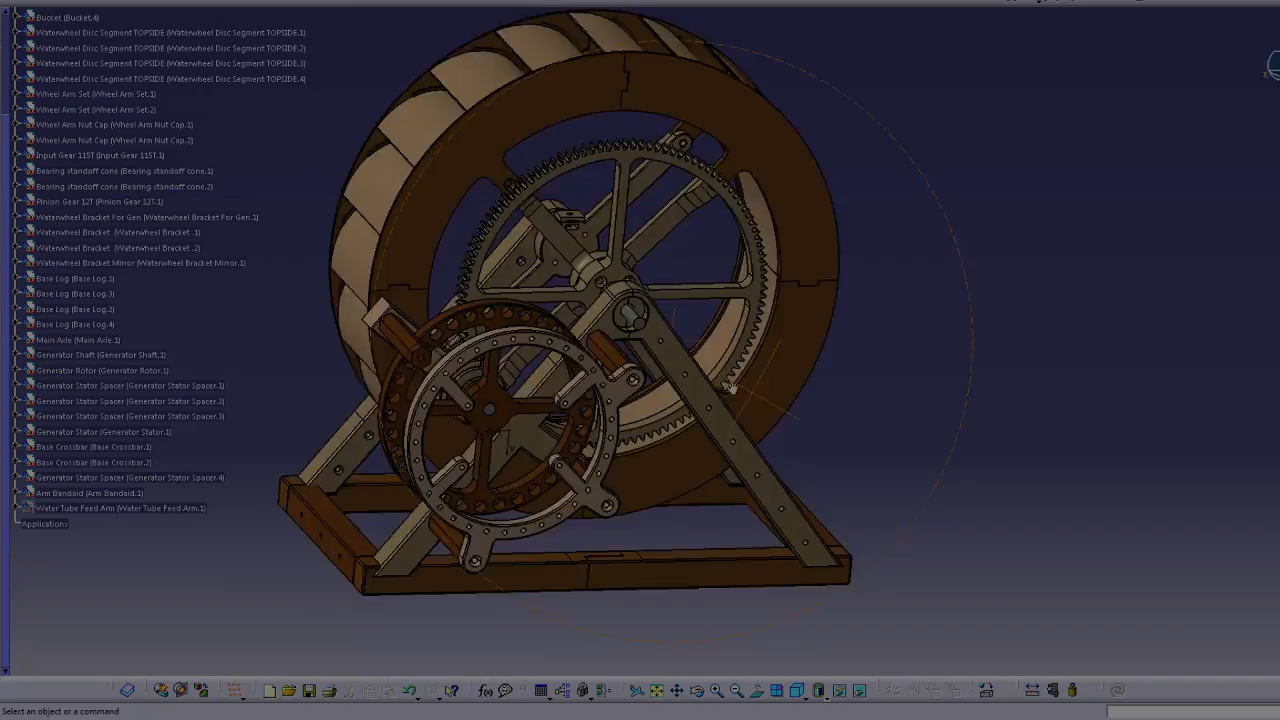 Bucket (Bucket.4)
Waterwheel Disc Segment TOPSIDE (Waterwheel Disc Segment TOPSIDE.1)
Waterwheel Disc Segment TOPSIDE (Waterwheel Disc Segment TOPSIDE.2)
Waterwheel Disc Segment TOPSIDE (Waterwheel Disc Segment TOPSIDE.3)
Waterwheel Disc Segment TOPSIDE (Waterwheel Disc Segment TOPSIDE.4)
Wheel Arm Set (Wheel Arm Set.1)
Wheel Arm Set (Wheel Arm Set.2)
Wheel Arm Nut Cap (Wheel Arm Nut Cap.1)
Wheel Arm Nut Cap (Wheel Arm Nut Cap.2)
Input Gear 115T (Input Gear 115T.1)
Bearing standoff cone (Bearing standoff cone.1)
Bearing standoff cone (Bearing standoff cone.2)
Pinion Gear 12T (Pinion Gear 12T.1)
Waterwheel Bracket For Gen (Waterwheel Bracket For Gen.1)
Waterwheel Bracket (Waterwheel Bracket .1)
Waterwheel Bracket (Waterwheel Bracket .2)
Waterwheel Bracket Mirror (Waterwheel Bracket Mirror.1)
Base Log (Base Log.1)
Base Log (Base Log.3)
Base Log (Base Log.2)
Base Log (Base Log.4)
Main Axle (Main Axle.1)
Generator Shaft (Generator Shaft.1)
Generator Rotor (Generator Rotor.1)
Generator Stator Spacer (Generator Stator Spacer.1)
Generator Stator Spacer (Generator Stator Spacer.2)
Generator Stator Spacer (Generator Stator Spacer.3)
Generator Stator (Generator Stator.1)
Base Crossbar (Base Crossbar.1)
Base Crossbar (Base Crossbar.2)
Generator Stator Spacer (Generator Stator Spacer.4)
Arm Bandaid (Arm Bandaid.1)
Water Tube Feed Arm (Water Tube Feed Arm.1)
Applications
Select an object or a command